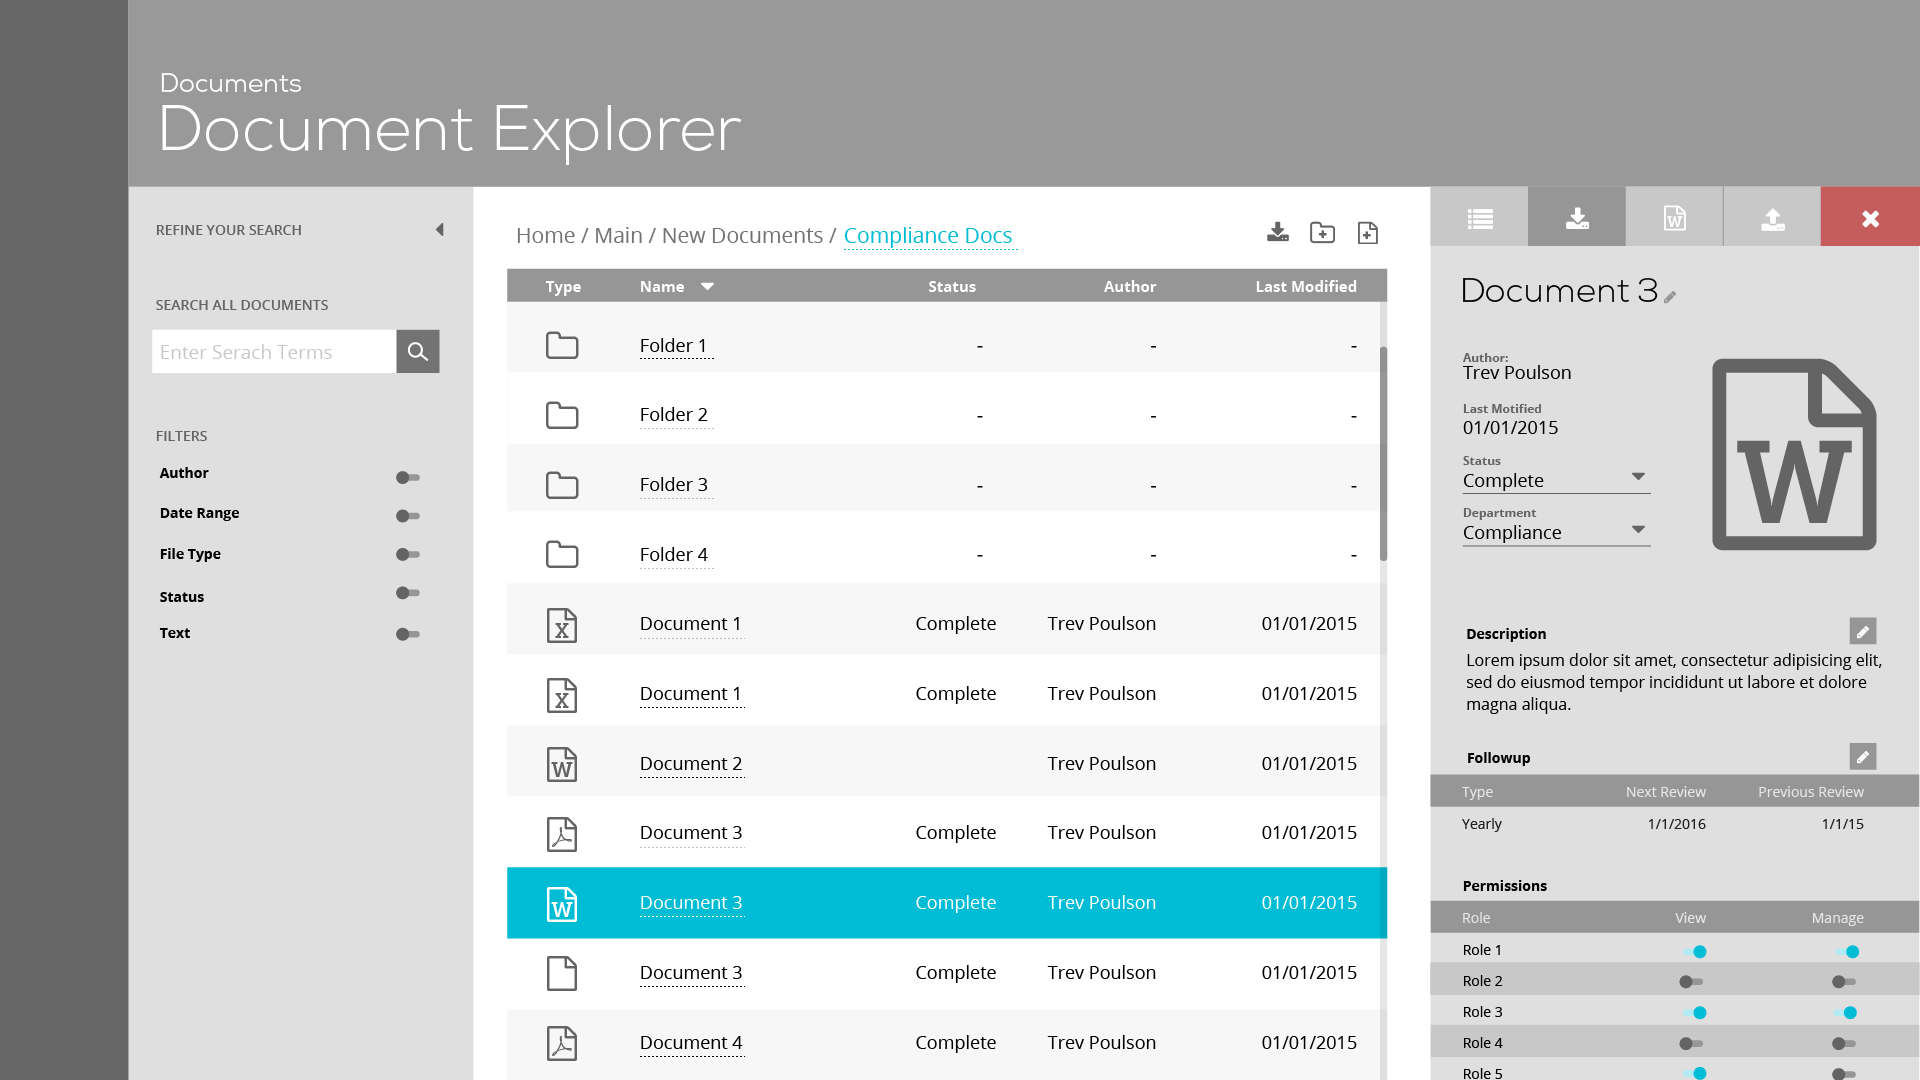 Documents
Document Explorer
REFINE YOUR SEARCH
SEARCH ALL DOCUMENTS
Enter Serach Terms
FILTERS
Author
Date Range
File Type
Status
Text
Home / Main / New Documents / Compliance Docs
Type Name Status Author Last Modified
Folder 1 - - -
Folder 2 - - -
Folder 3 - - -
Folder 4 - - -
X Document 1 Complete Trev Poulson 01/01/2015
X Document 1 Complete Trev Poulson 01/01/2015
W Document 2 Trev Poulson 01/01/2015
Document 3 Complete Trev Poulson 01/01/2015
W Document 3 Complete Trev Poulson 01/01/2015
Document 3 Complete Trev Poulson 01/01/2015
Document 4 Complete Trev Poulson 01/01/2015
W
Document 3
Author:
Trev Poulson
Last Motified
01/01/2015
Status
Complete
Department
Compliance
W
Description
Lorem ipsum dolor sit amet, consectetur adipisicing elit,
sed do eiusmod tempor incididunt ut labore et dolore
magna aliqua.
Followup
Type Next Review Previous Review
Yearly 1/1/2016 1/1/15
Permissions
Role View Manage
Role 1
Role 2
Role 3
Role 4
Role 5